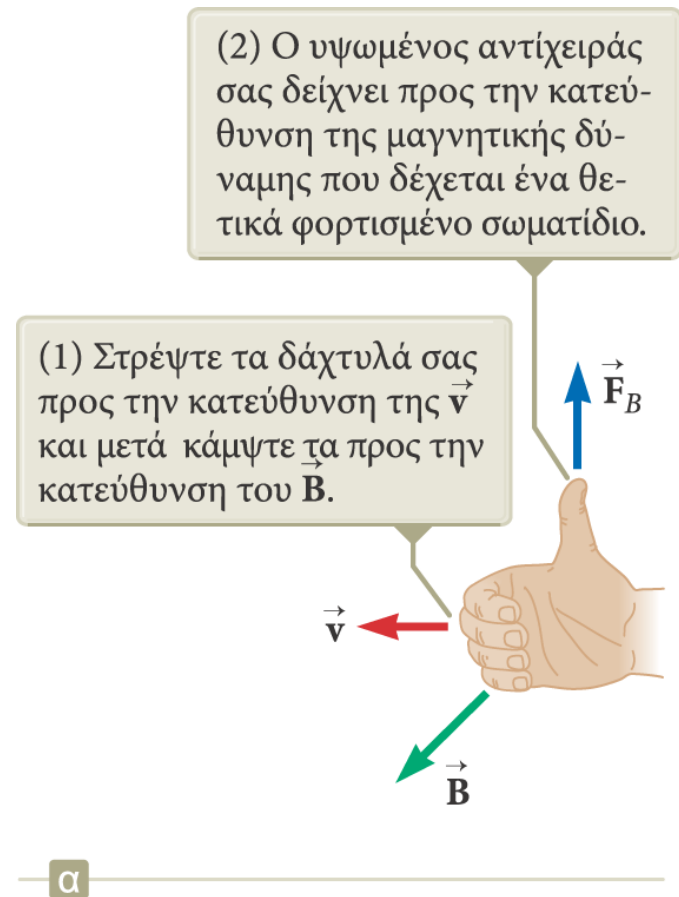 (2) Ο υψωμένος αντίχειράς
σας δείχνει προς την κατεύ-
θυνση της μαγνητικής δύ-
ναμης που δέχεται ένα θε-
τικά φορτισμένο σωματίδιο.
(1) Στρέψτε τα δάχτυλά σας
προς την κατεύθυνση της v⃗
και μετά κάμψτε τα προς την
κατεύθυνση του B⃗.
F⃗_B
v⃗
B⃗
α